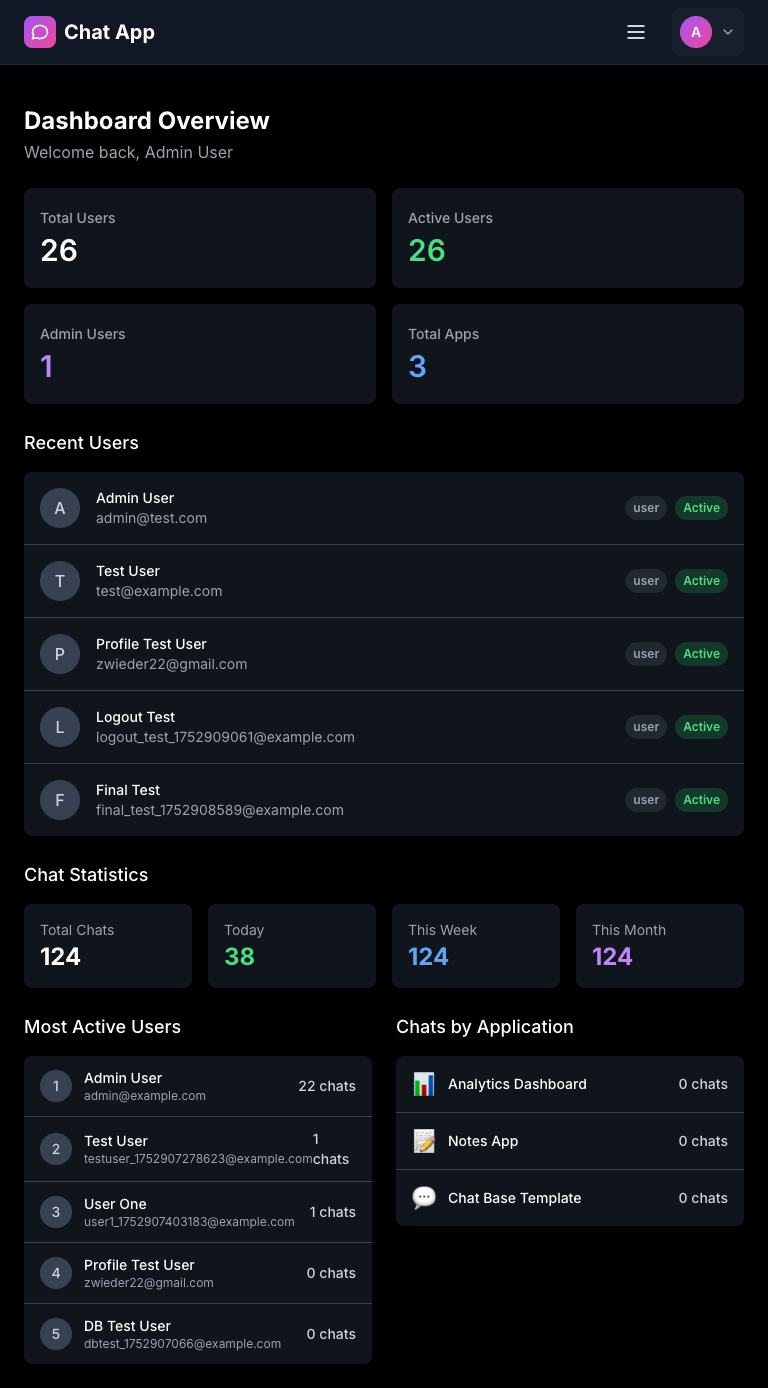 Chat App
A
Dashboard Overview
Welcome back, Admin User
Total Users
26
Active Users
26
Admin Users
1
Total Apps
3
Recent Users
A
Admin User
admin@test.com
user
Active
T
Test User
test@example.com
user
Active
P
Profile Test User
zwieder22@gmail.com
user
Active
L
Logout Test
logout_test_1752909061@example.com
user
Active
F
Final Test
final_test_1752908589@example.com
user
Active
Chat Statistics
Total Chats
124
Today
38
This Week
124
This Month
124
Most Active Users
1
Admin User
admin@example.com
22 chats
2
Test User
testuser_1752907278623@example.com
1
chats
3
User One
user1_1752907403183@example.com
1 chats
4
Profile Test User
zwieder22@gmail.com
0 chats
5
DB Test User
dbtest_1752907066@example.com
0 chats
Chats by Application
Analytics Dashboard
0 chats
Notes App
0 chats
Chat Base Template
0 chats